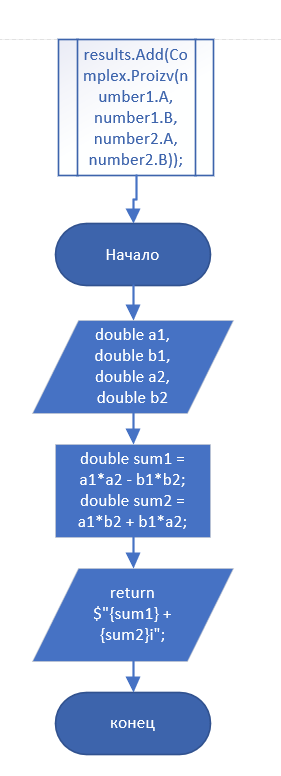 results.Add(Co
mplex.Proizv(n
umber1.A,
number1.B,
number2.A,
number2.B));
Начало
double a1,
double b1,
double a2,
double b2
double sum1 =
a1*a2 - b1*b2;
double sum2 =
a1*b2 + b1*a2;
return
$"{sum1} +
{sum2}i";
конец